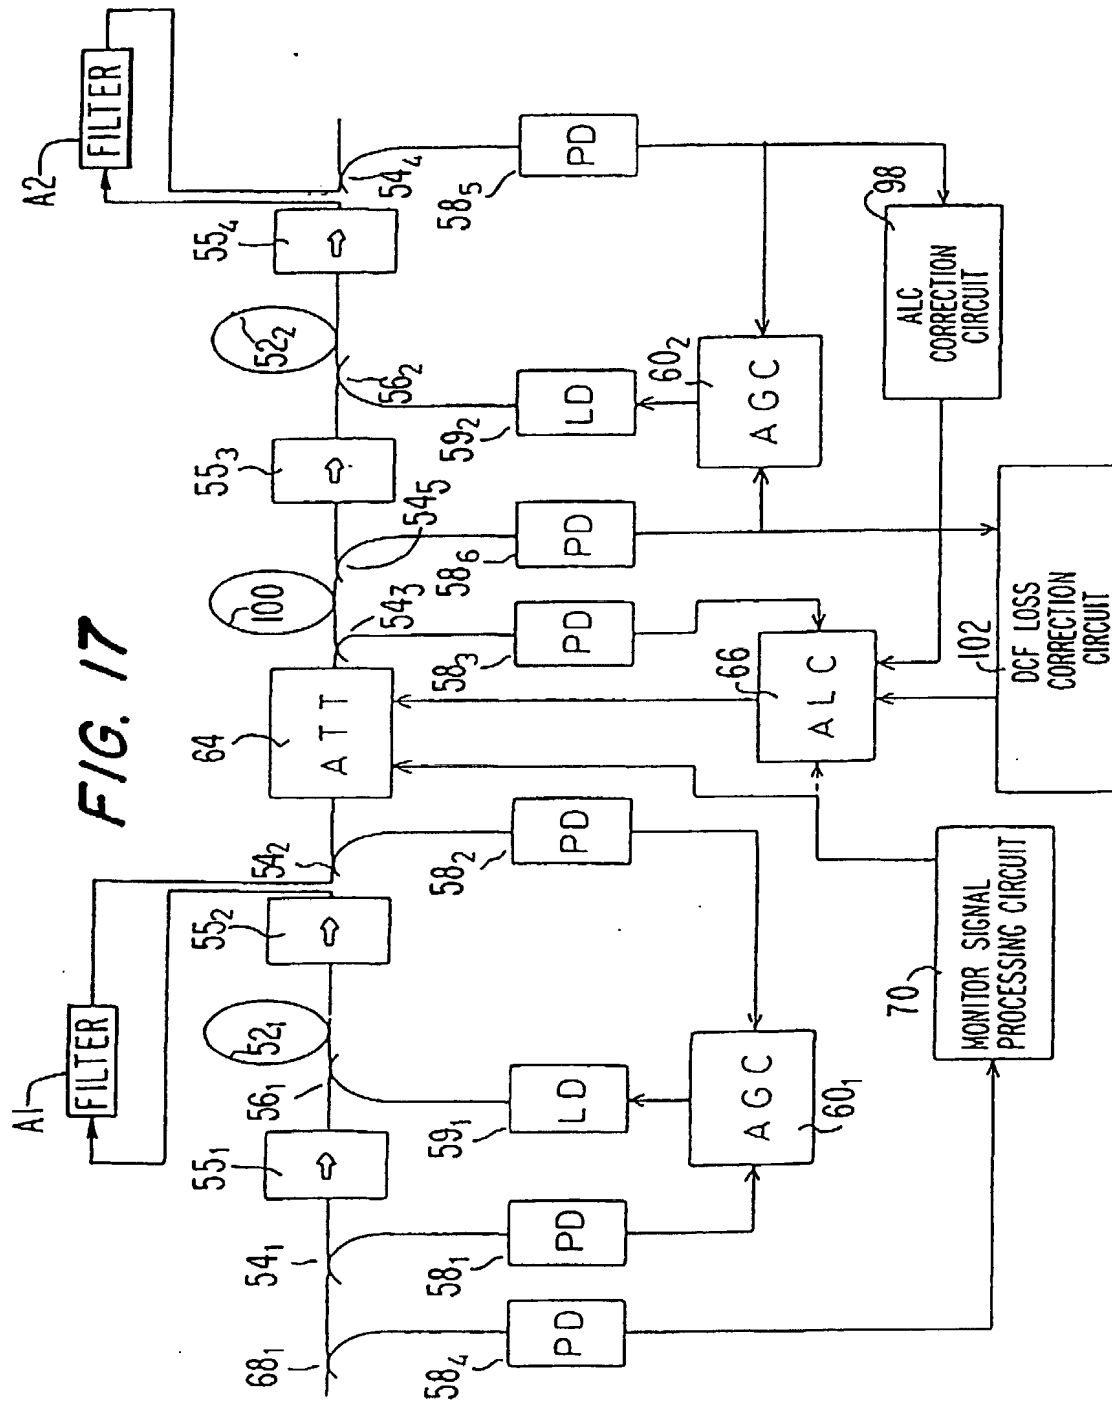 FIG. 17
A1
FILTER
A2
FILTER
68₁
54₁
55₁
56₁
52₁
55₂
54₂
64
ATT
54₃
100
54₅
55₃
56₂
52₂
55₄
54₄
58₄
PD
58₁
PD
59₁
LD
58₂
PD
58₃
PD
58₆
PD
59₂
LD
58₅
PD
AGC
60₁
66
ALC
AGC
60₂
70
MONITOR SIGNAL
PROCESSING CIRCUIT
102
DCF LOSS
CORRECTION
CIRCUIT
98
ALC
CORRECTION
CIRCUIT